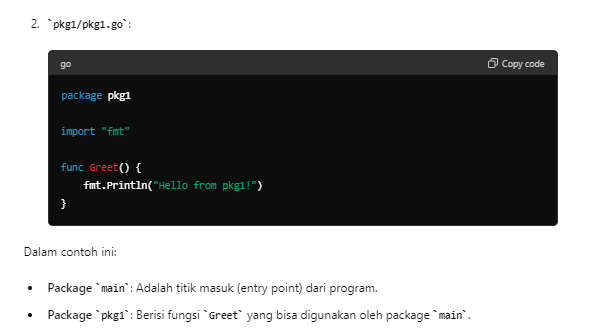 2. `pkg1/pkg1.go`:
go
Copy code
package pkg1
import "fmt"
func Greet() {
    fmt.Println("Hello from pkg1!")
}
Dalam contoh ini:
• Package `main`: Adalah titik masuk (entry point) dari program.
• Package `pkg1`: Berisi fungsi `Greet` yang bisa digunakan oleh package `main`.